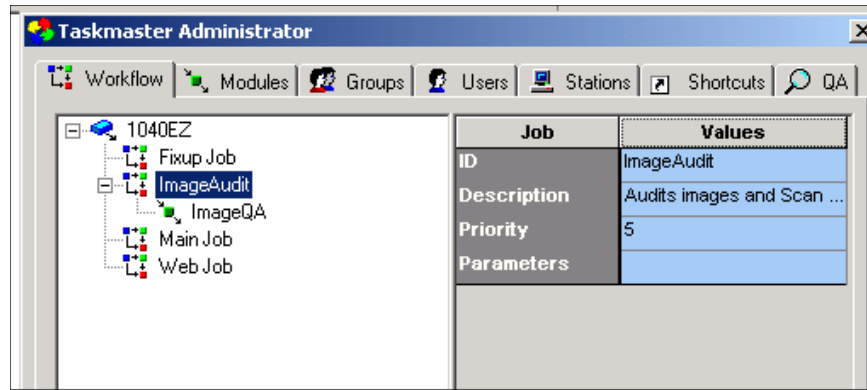 Taskmaster Administrator
Workflow Modules Groups Users Stations Shortcuts QA
1040EZ
Fixup Job
ImageAudit
ImageQA
Main Job
Web Job
Job Values
ID ImageAudit
Description Audits images and Scan ...
Priority 5
Parameters